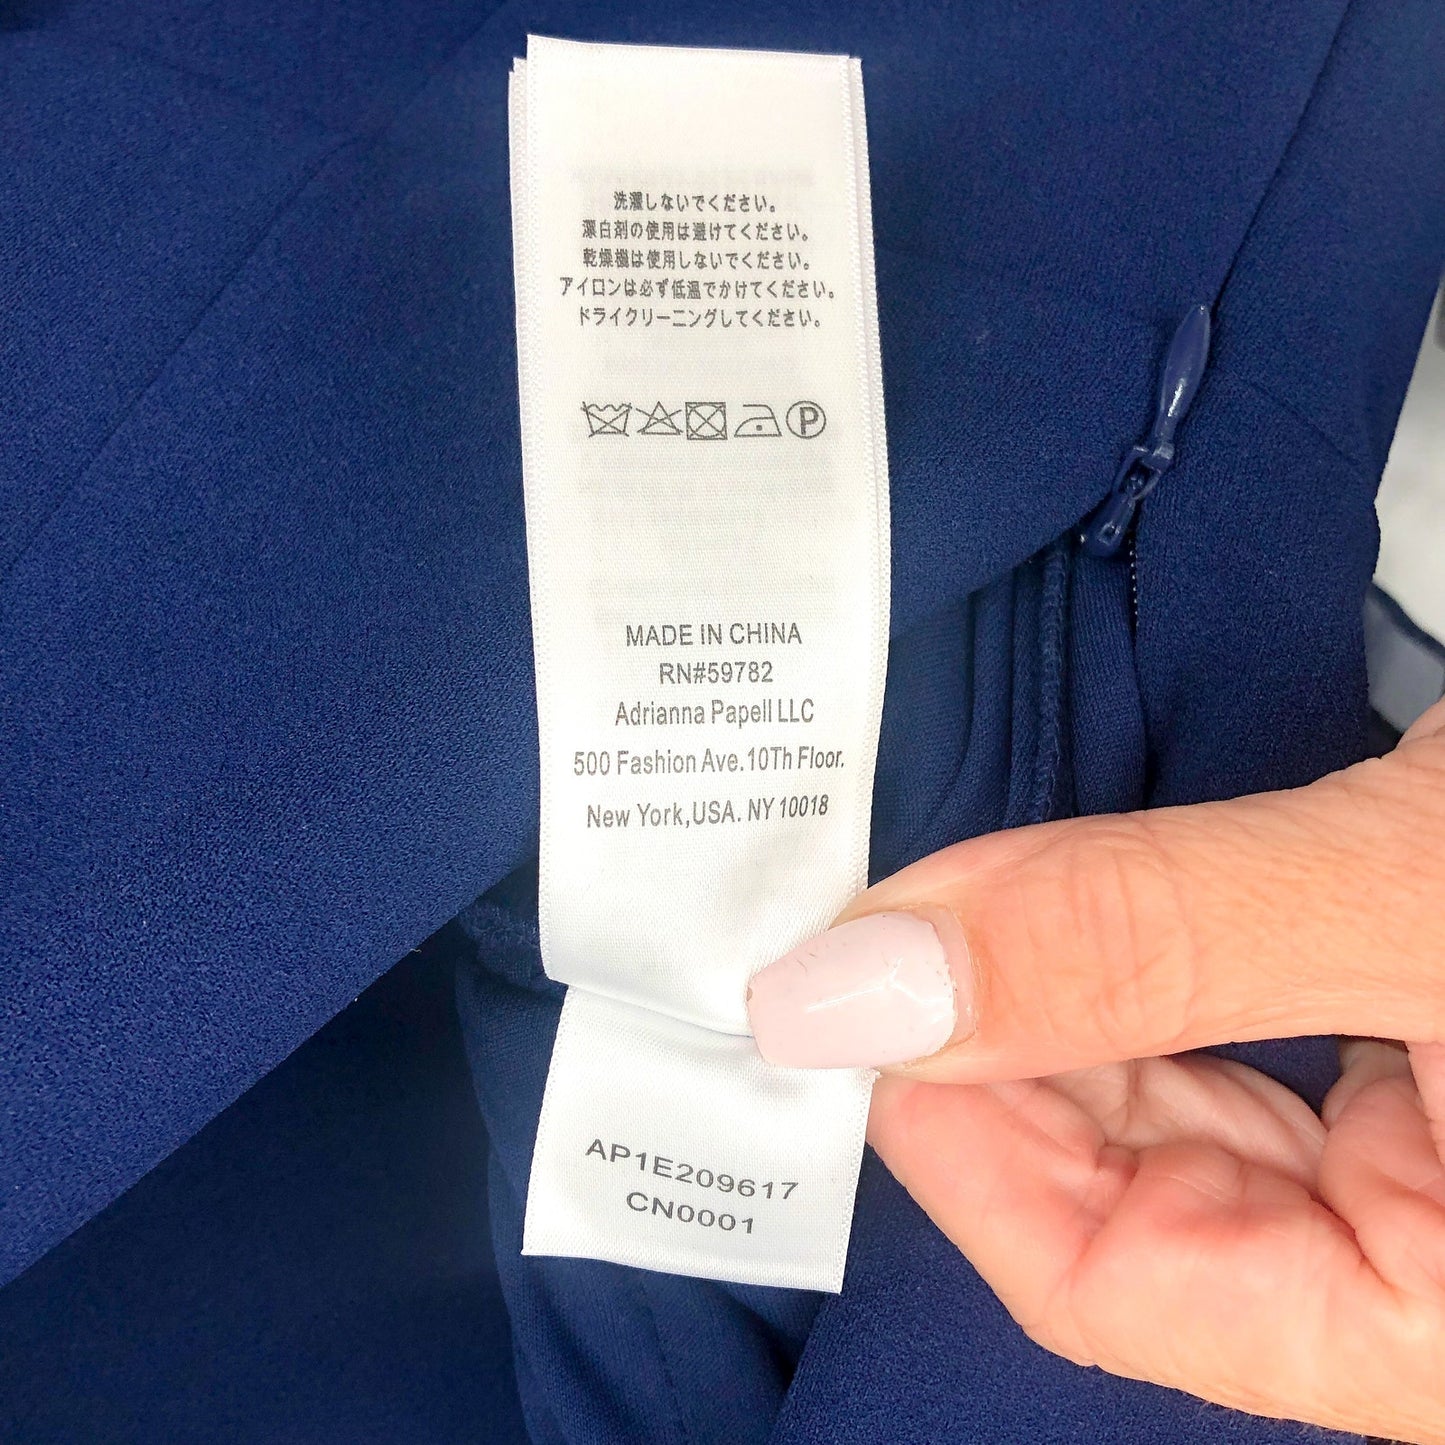 洗濯しないでください。
漂白剤の使用は避けてください。
乾燥機は使用しないでください。
アイロンは必ず低温でかけてください。
ドライクリーニングしてください。
P
MADE IN CHINA
RN#59782
Adrianna Papell LLC
500 Fashion Ave.10Th Floor.
New York,USA. NY 10018
AP1E209617
CN0001